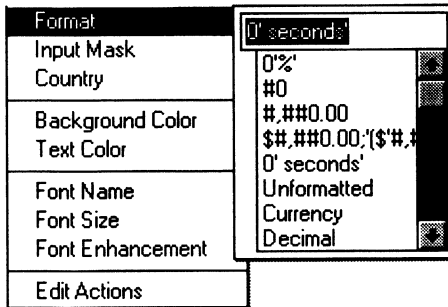 Format
Input Mask
Country
Background Color
Text Color
Font Name
Font Size
Font Enhancement
Edit Actions
0' seconds'
0'%'
#0
#,##0.00
$#,##0.00;'($'#,#
0' seconds'
Unformatted
Currency
Decimal